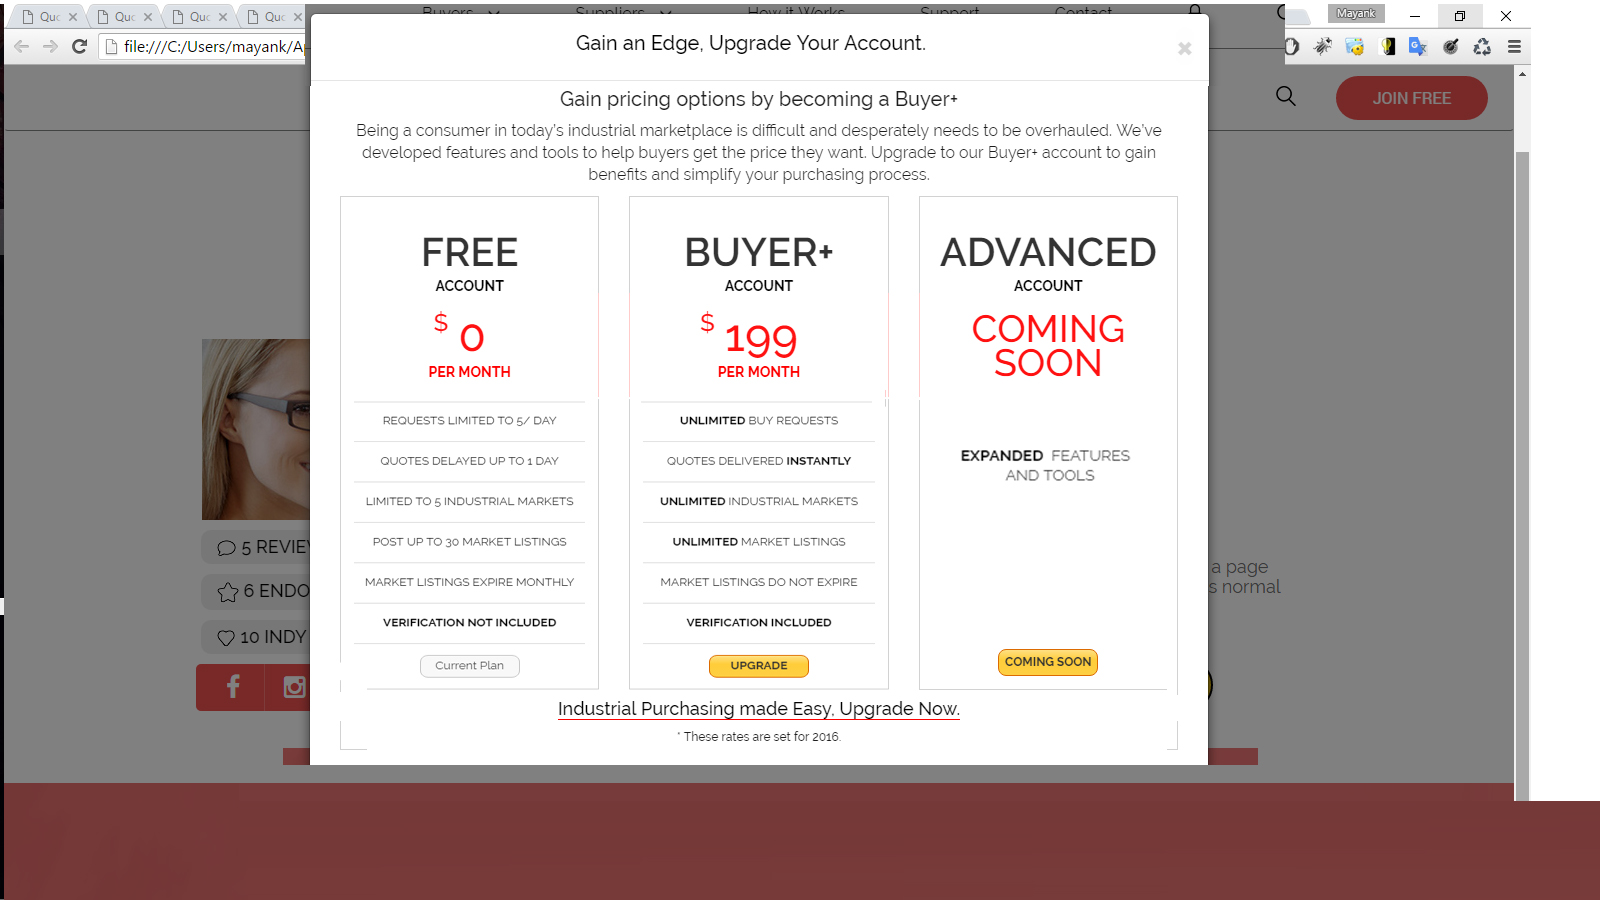 Quo
Quo
Quo
Quo
Mayank
file:///C:/Users/mayank/Ap
Buyers
Suppliers
How it Works
Support
Contact
JOIN FREE
Gain an Edge, Upgrade Your Account.
Gain pricing options by becoming a Buyer+
Being a consumer in today's industrial marketplace is difficult and desperately needs to be overhauled. We've
developed features and tools to help buyers get the price they want. Upgrade to our Buyer+ account to gain
benefits and simplify your purchasing process.
FREE
ACCOUNT
$ 0
PER MONTH
REQUESTS LIMITED TO 5/ DAY
QUOTES DELAYED UP TO 1 DAY
LIMITED TO 5 INDUSTRIAL MARKETS
POST UP TO 30 MARKET LISTINGS
MARKET LISTINGS EXPIRE MONTHLY
VERIFICATION NOT INCLUDED
Current Plan
BUYER+
ACCOUNT
$ 199
PER MONTH
UNLIMITED BUY REQUESTS
QUOTES DELIVERED INSTANTLY
UNLIMITED INDUSTRIAL MARKETS
UNLIMITED MARKET LISTINGS
MARKET LISTINGS DO NOT EXPIRE
VERIFICATION INCLUDED
UPGRADE
ADVANCED
ACCOUNT
COMING
SOON
EXPANDED FEATURES
AND TOOLS
COMING SOON
Industrial Purchasing made Easy, Upgrade Now.
* These rates are set for 2016.
5 REVIEW
6 ENDO
10 INDY
a page
s normal